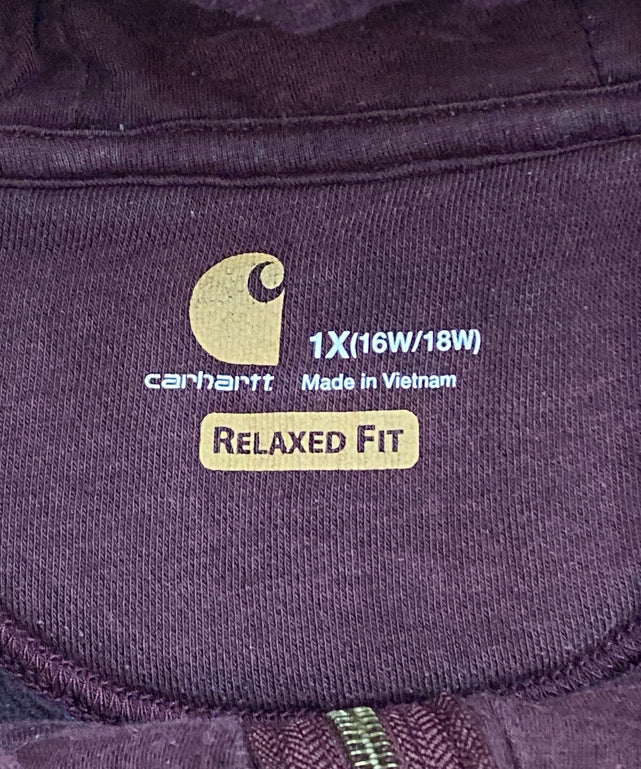 1X(16W/18W)
carhartt Made in Vietnam
RELAXED FIT